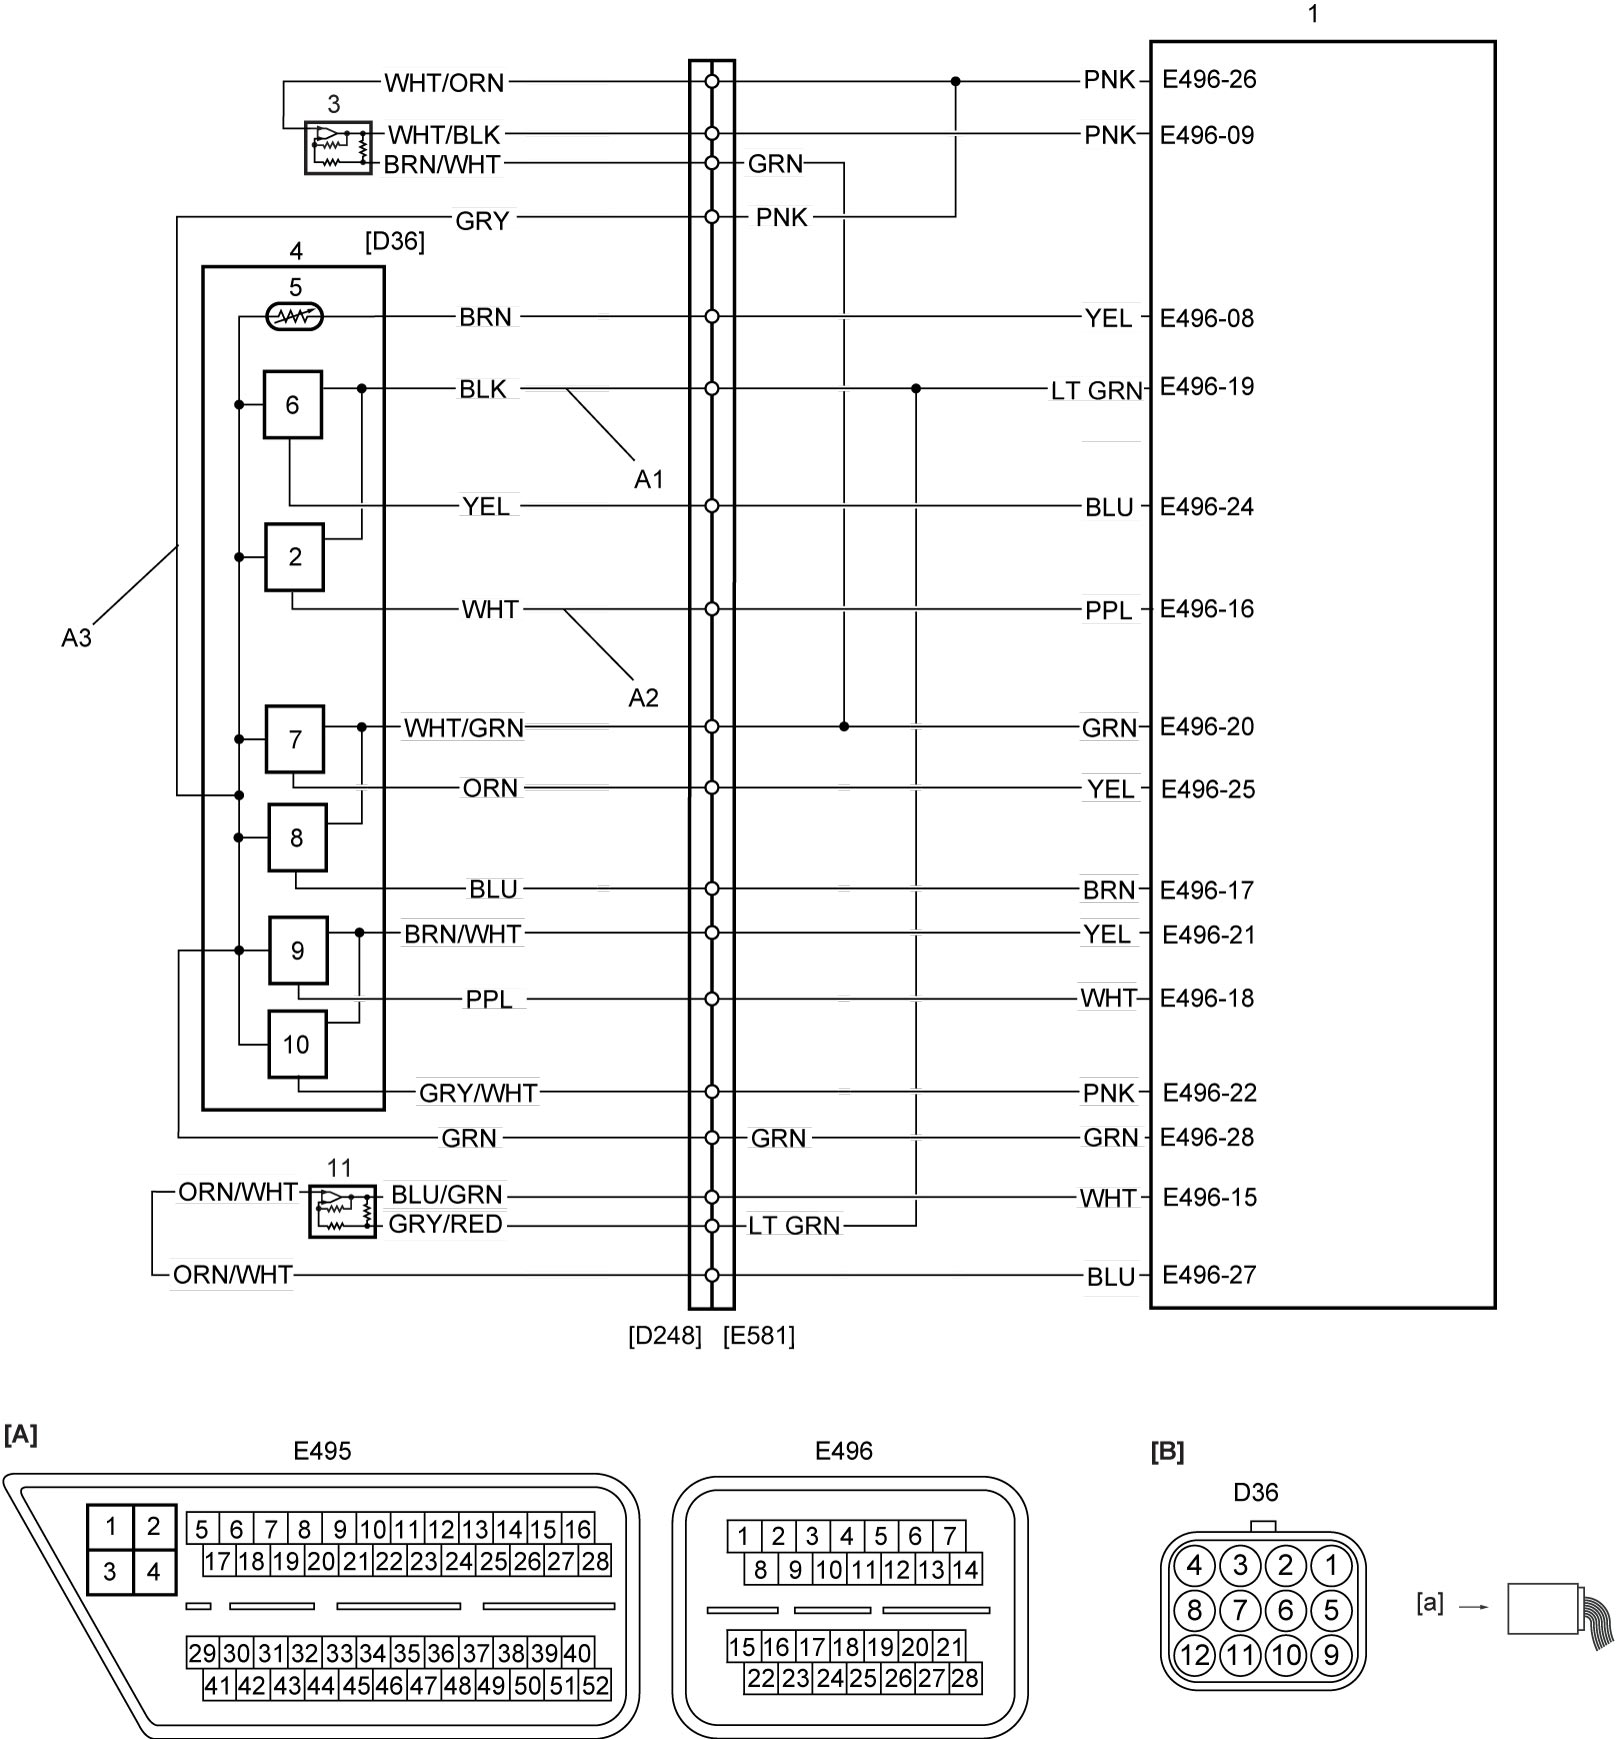 1
WHT/ORN PNK E496-26
3
WHT/BLK PNK E496-09
BRN/WHT GRN
GRY PNK
[D36]
4
5
BRN YEL E496-08
6 BLK LT GRN E496-19
A1
YEL BLU E496-24
2
WHT PPL E496-16
A3
A2
7 WHT/GRN GRN E496-20
ORN YEL E496-25
8
BLU BRN E496-17
9 BRN/WHT YEL E496-21
PPL WHT E496-18
10
GRY/WHT PNK E496-22
GRN GRN GRN E496-28
11
ORN/WHT BLU/GRN WHT E496-15
GRY/RED LT GRN
ORN/WHT BLU E496-27
[D248] [E581]
[A]
E495
1 2
3 4
5 6 7 8 9 10 11 12 13 14 15 16
17 18 19 20 21 22 23 24 25 26 27 28
29 30 31 32 33 34 35 36 37 38 39 40
41 42 43 44 45 46 47 48 49 50 51 52
E496
1 2 3 4 5 6 7
8 9 10 11 12 13 14
15 16 17 18 19 20 21
22 23 24 25 26 27 28
[B]
D36
4 3 2 1
8 7 6 5
12 11 10 9
[a]